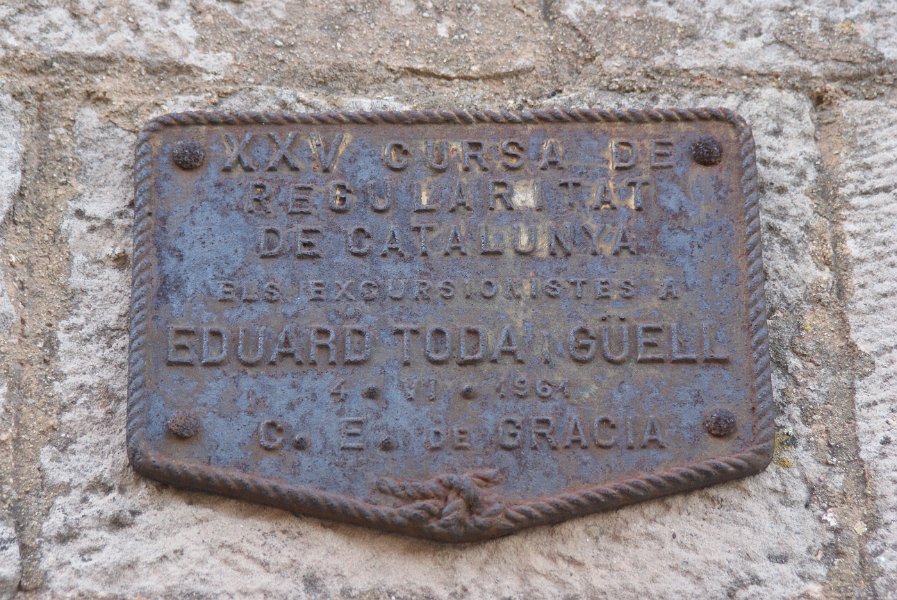 XXV CURSA DE
REGULARITAT
DE CATALUNYA
ELS EXCURSIONISTES A
EDUARD TODA I GÜELL
4 • VI • 1961
C. E. DE GRACIA